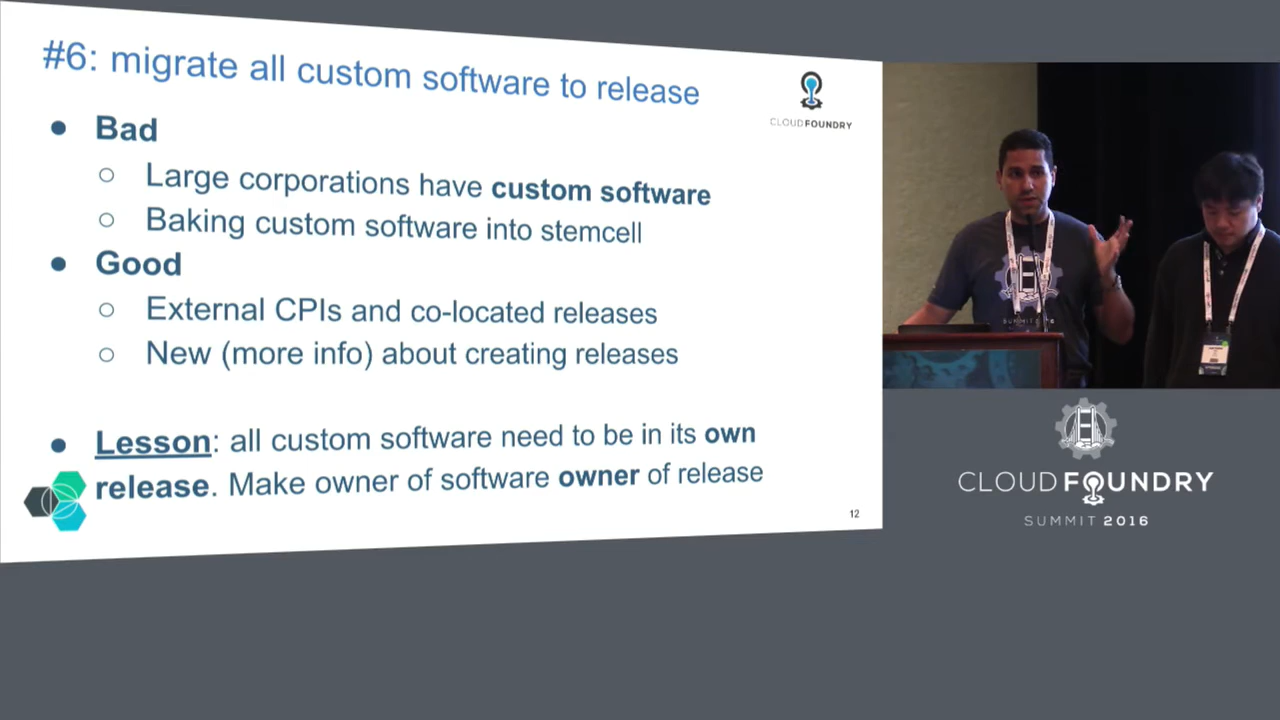 #6: migrate all custom software to release
CLOUDFOUNDRY
● Bad
○ Large corporations have custom software
○ Baking custom software into stemcell
● Good
○ External CPIs and co-located releases
○ New (more info) about creating releases
● Lesson: all custom software need to be in its own
release. Make owner of software owner of release
12
CLOUD FOUNDRY
SUMMIT 2016